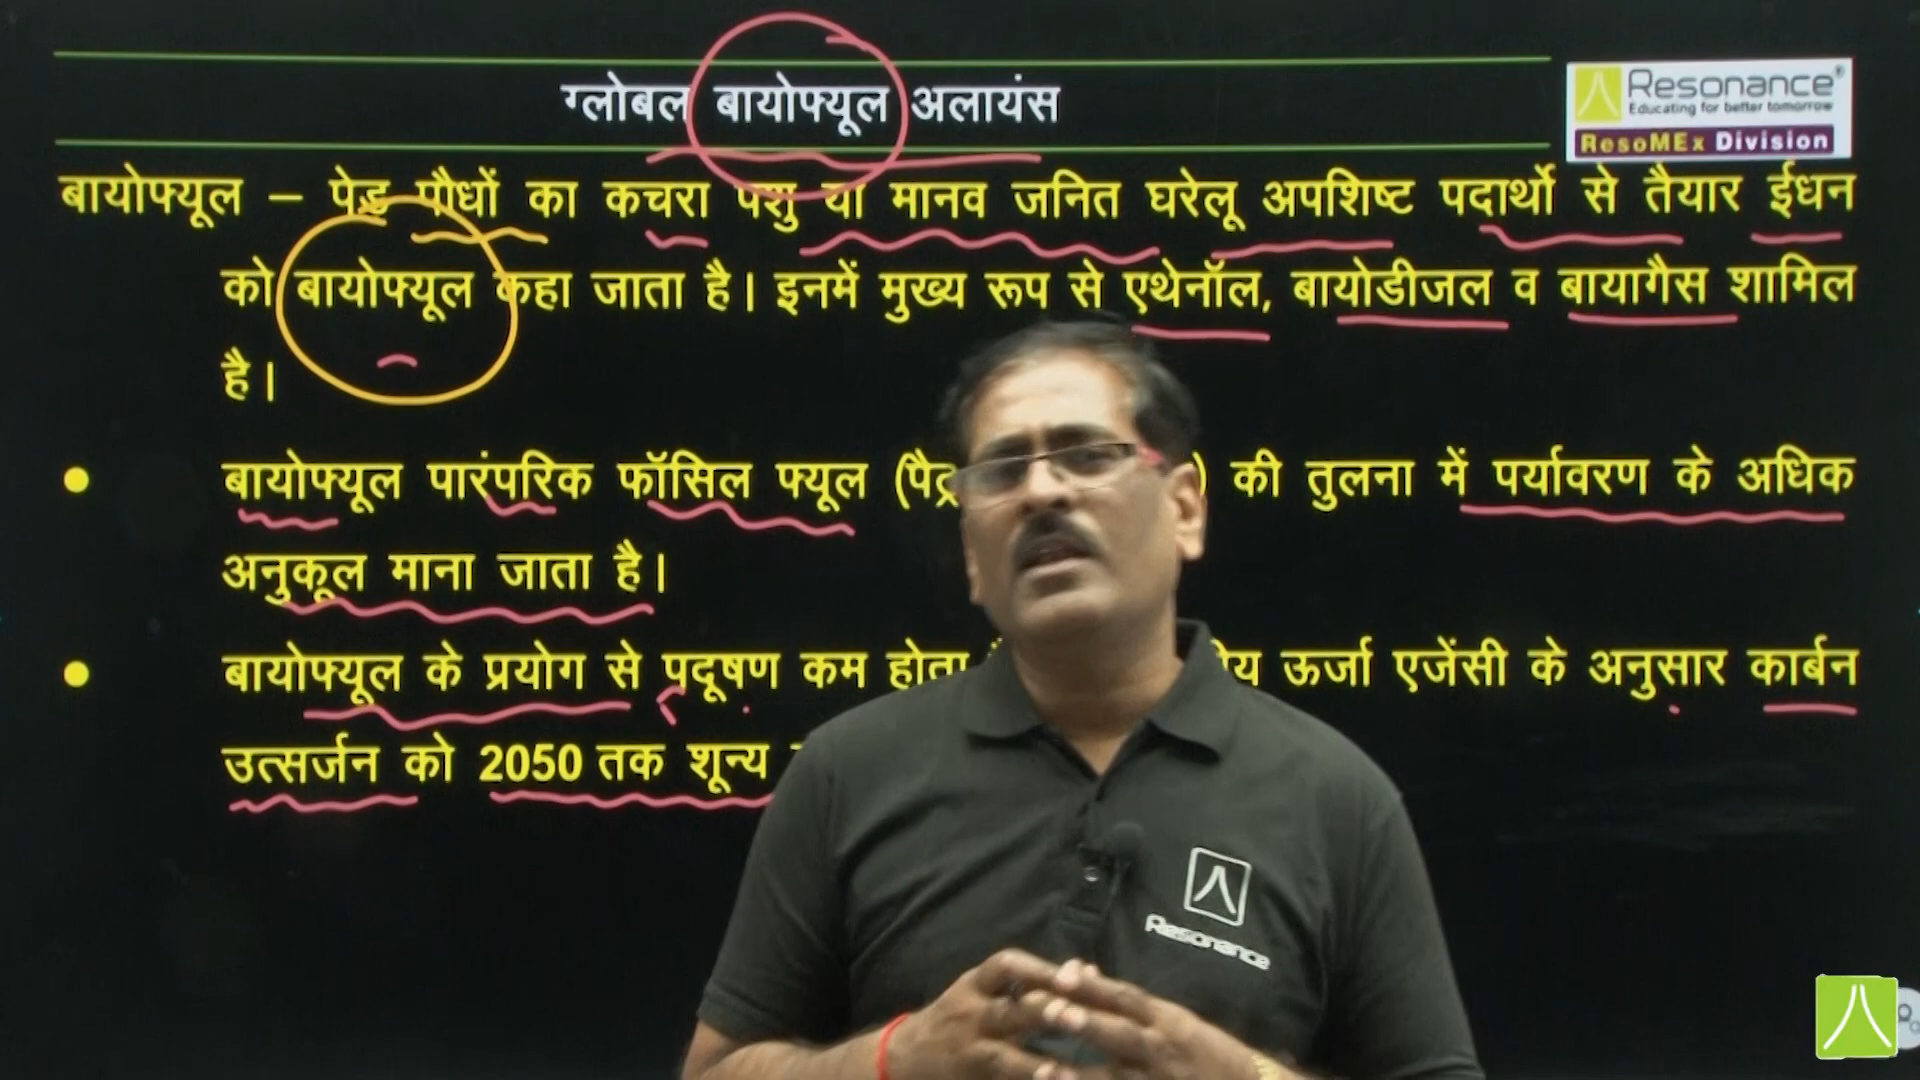 ग्लोबल बायोफ्यूल अलायंस
Resonance®
Educating for better tomorrow
ResoMEx Division
बायोफ्यूल – पेड़ पौधों का कचरा पशु या मानव जनित घरेलू अपशिष्ट पदार्थो से तैयार ईधन
को बायोफ्यूल कहा जाता है। इनमें मुख्य रूप से एथेनॉल, बायोडीजल व बायागैस शामिल
है।
बायोफ्यूल पारंपरिक फॉसिल फ्यूल ) की तुलना में पर्यावरण के अधिक
अनुकूल माना जाता है।
बायोफ्यूल के प्रयोग से पदूषण कम होता ऊर्जा एजेंसी के अनुसार कार्बन
उत्सर्जन को 2050 तक शून्य
Resonance